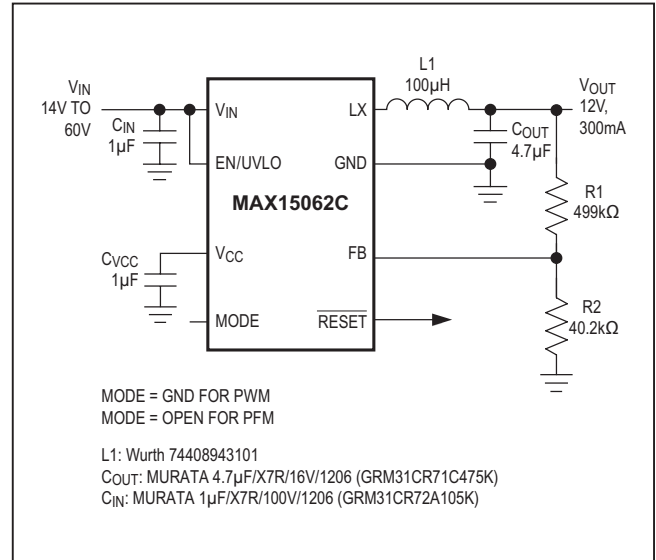 L1
100µH
VIN
14V TO
60V
CIN
1µF
VIN
LX
COUT
4.7µF
VOUT
12V,
300mA
EN/UVLO
GND
MAX15062C
R1
499kΩ
CVCC
1µF
VCC
FB
MODE
RESET
R2
40.2kΩ
MODE = GND FOR PWM
MODE = OPEN FOR PFM
L1: Wurth 74408943101
COUT: MURATA 4.7µF/X7R/16V/1206 (GRM31CR71C475K)
CIN: MURATA 1µF/X7R/100V/1206 (GRM31CR72A105K)